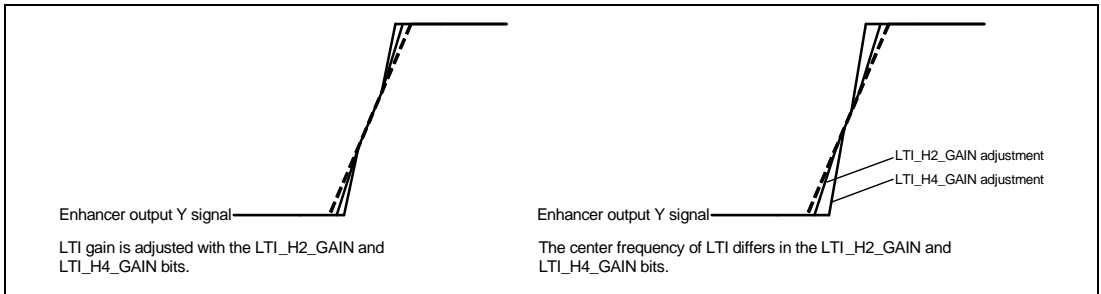 LTI_H2_GAIN adjustment
LTI_H4_GAIN adjustment
Enhancer output Y signal
LTI gain is adjusted with the LTI_H2_GAIN and
LTI_H4_GAIN bits.
Enhancer output Y signal
The center frequency of LTI differs in the LTI_H2_GAIN and
LTI_H4_GAIN bits.